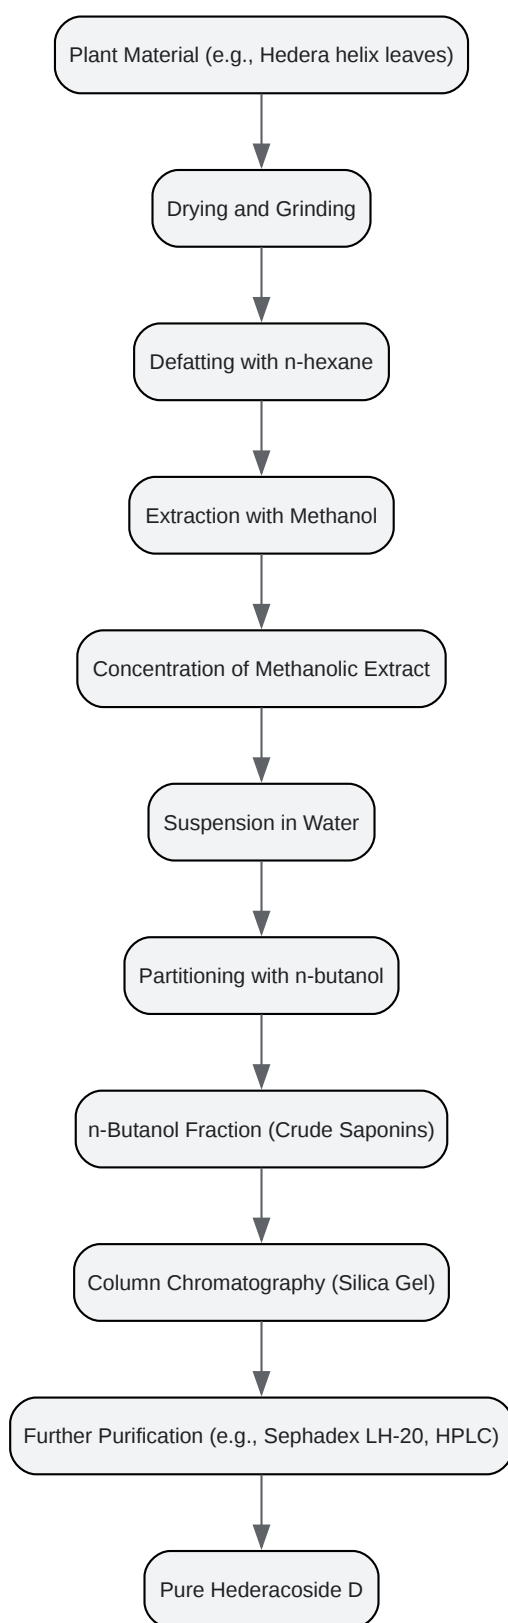 Plant Material (e.g., Hedera helix leaves)
Drying and Grinding
Defatting with n-hexane
Extraction with Methanol
Concentration of Methanolic Extract
Suspension in Water
Partitioning with n-butanol
n-Butanol Fraction (Crude Saponins)
Column Chromatography (Silica Gel)
Further Purification (e.g., Sephadex LH-20, HPLC)
Pure Hederacoside D